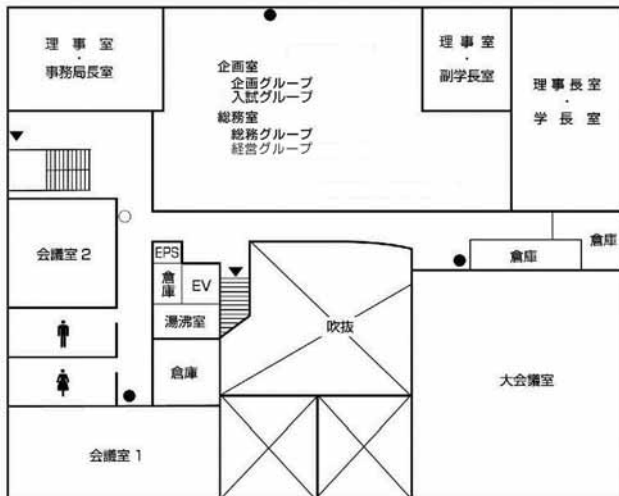 理事室
・
事務局長室
企画室
企画グループ
入試グループ
総務室
総務グループ
経営グループ
理事室
・
副学長室
理事長室
・
学長室
会議室2
EPS
倉庫
EV
湯沸室
倉庫
吹抜
倉庫
倉庫
大会議室
会議室1